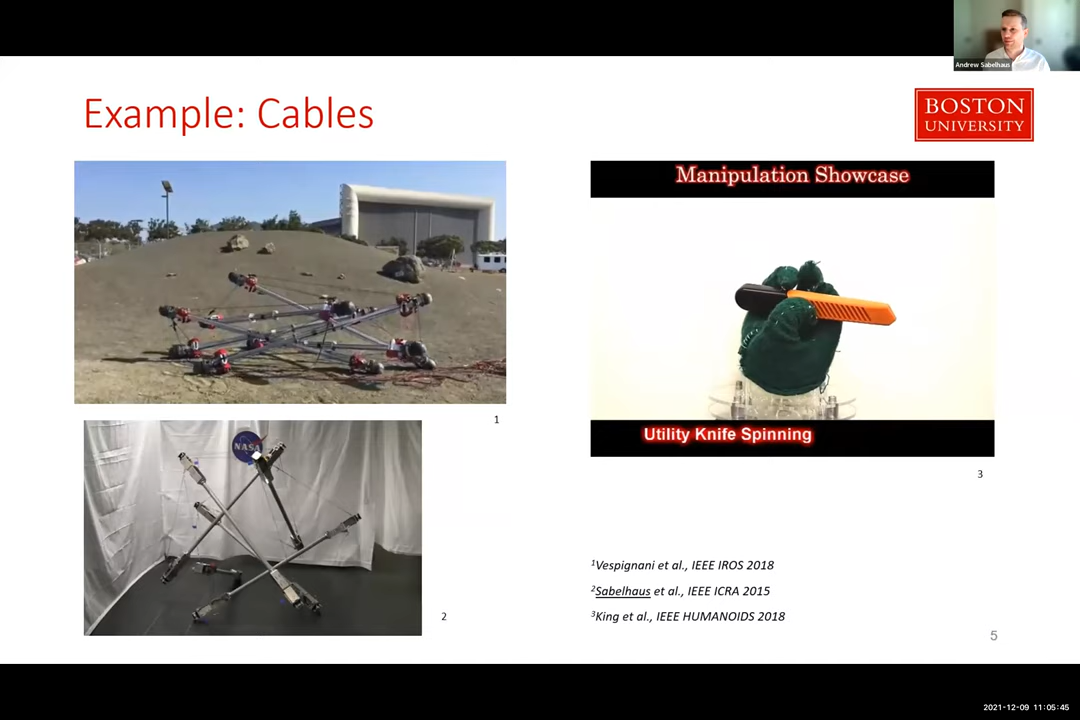 Andrew Sabelhaus
Example: Cables
BOSTON
UNIVERSITY
Manipulation Showcase
Utility Knife Spinning
1
NASA
2
3
1Vespignani et al., IEEE IROS 2018
2Sabelhaus et al., IEEE ICRA 2015
3King et al., IEEE HUMANOIDS 2018
5
2021-12-09 11:05:45